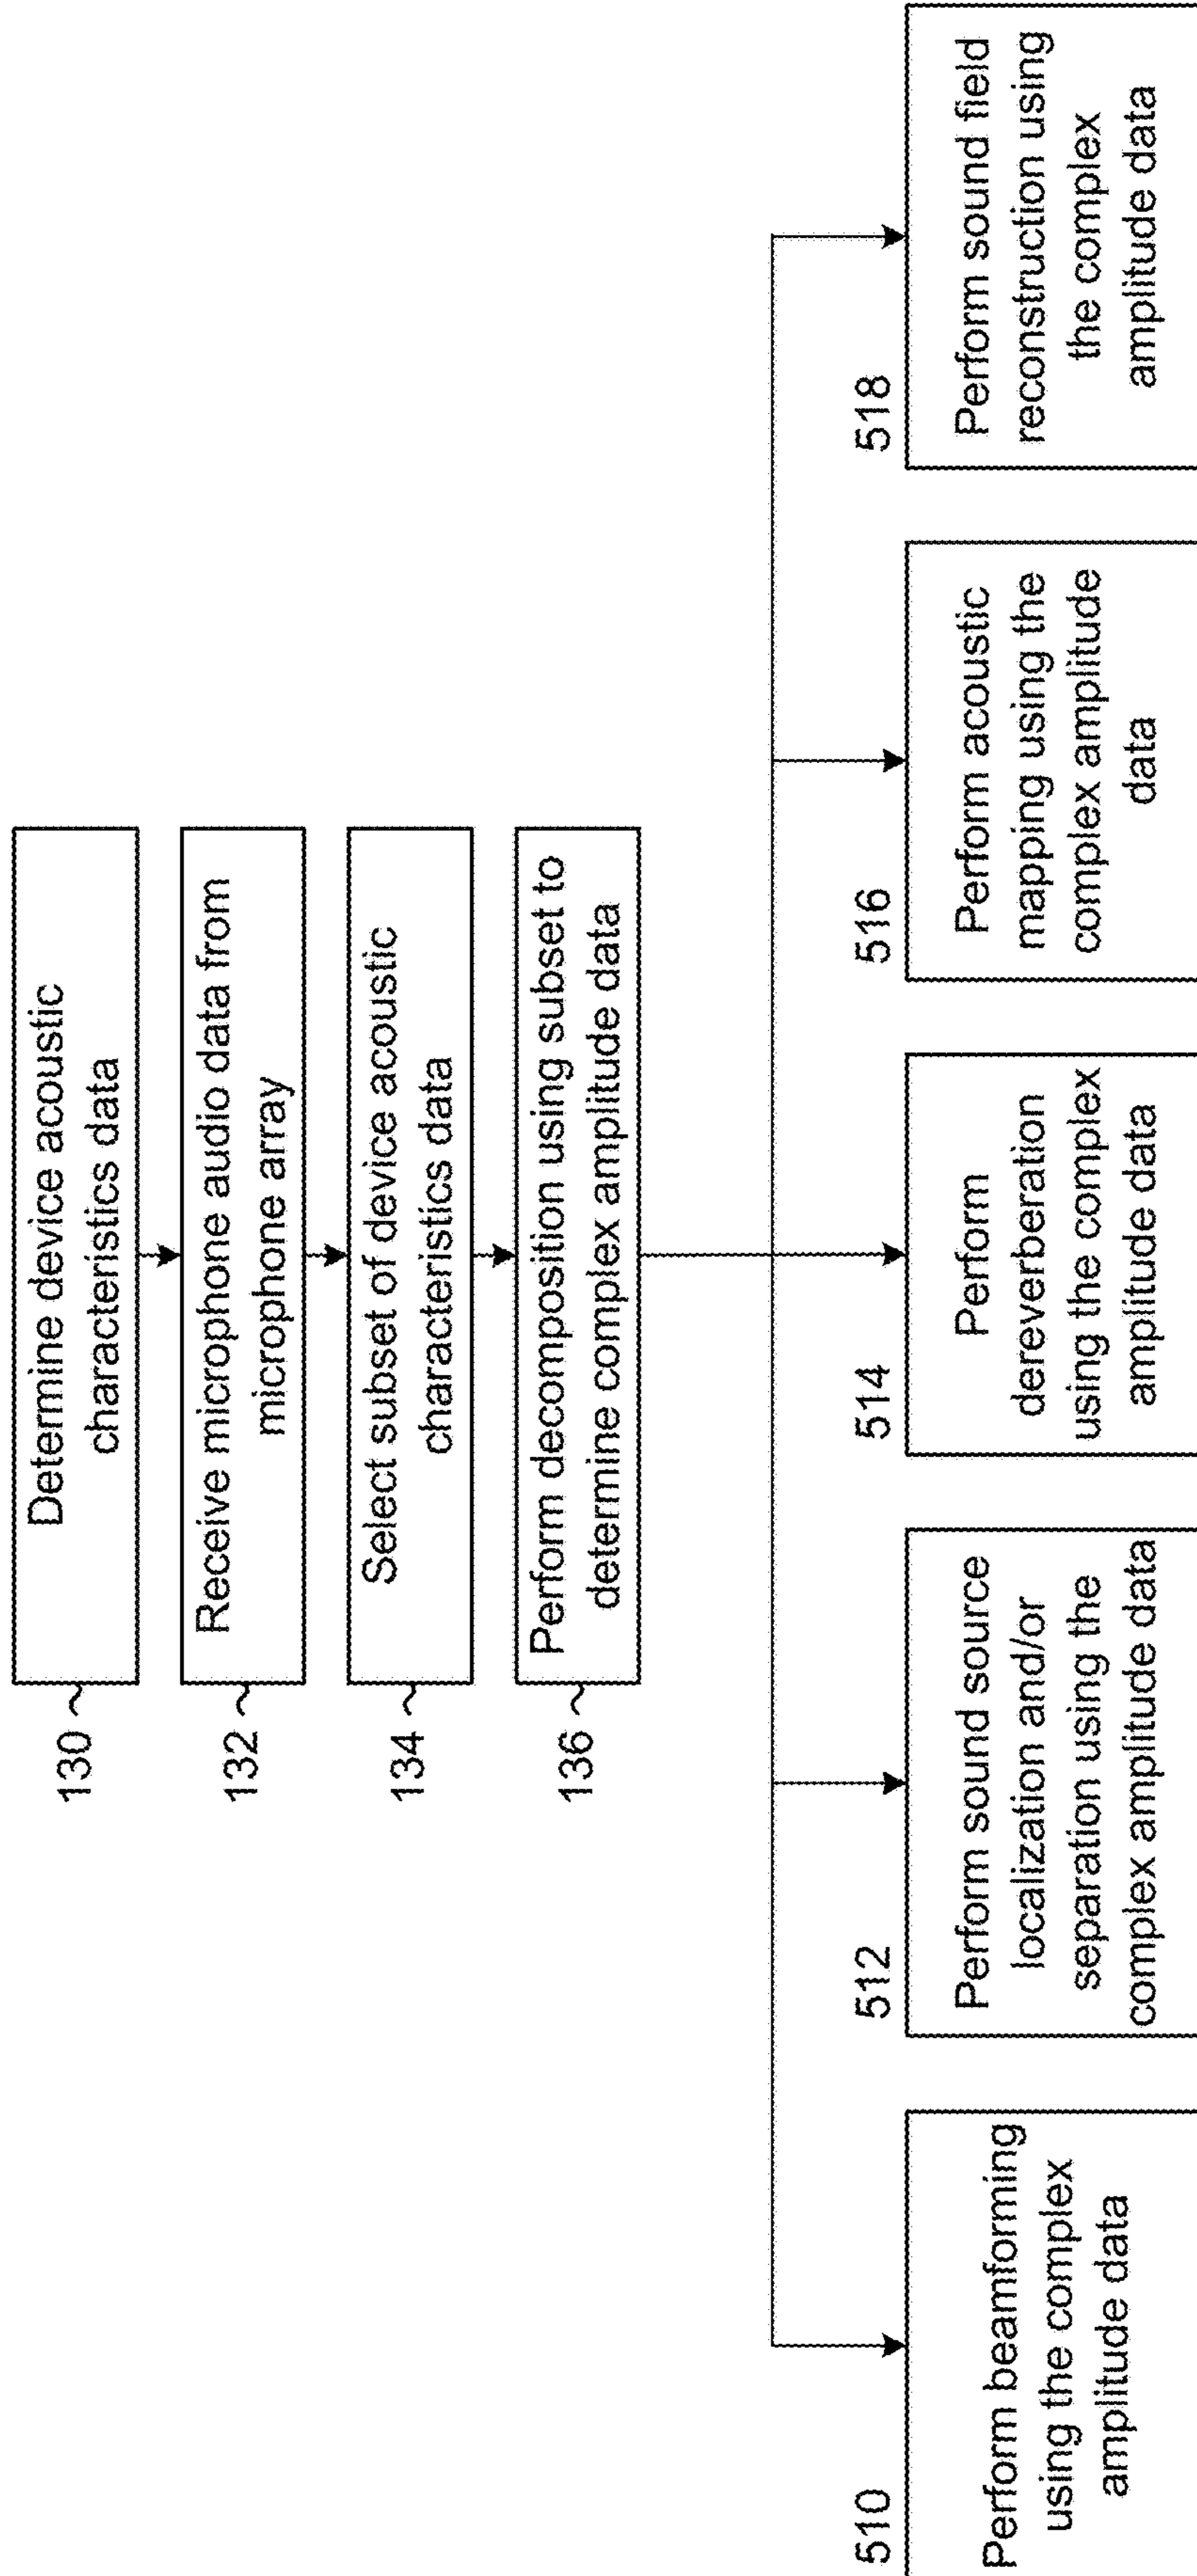 130
Determine device acoustic
characteristics data
132
Receive microphone audio data from
microphone array
134
Select subset of device acoustic
characteristics data
136
Perform decomposition using subset to
determine complex amplitude data
510
Perform beamforming
using the complex
amplitude data
512
Perform sound source
localization and/or
separation using the
complex amplitude data
514
Perform
dereverberation
using the complex
amplitude data
516
Perform acoustic
mapping using the
complex amplitude
data
518
Perform sound field
reconstruction using
the complex
amplitude data